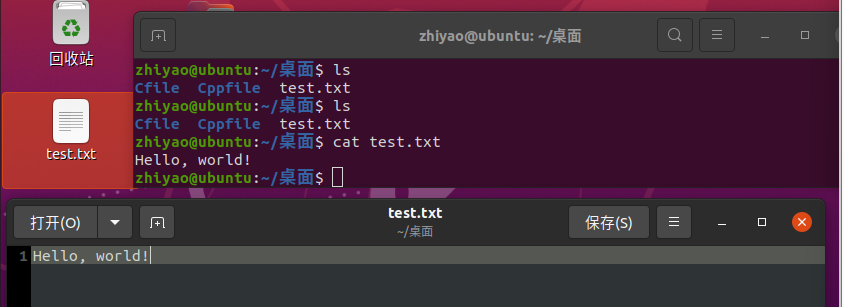 回收站
test.txt
zhiyao@ubuntu: ~/桌面
zhiyao@ubuntu:~/桌面$ ls
Cfile  Cppfile  test.txt
zhiyao@ubuntu:~/桌面$ ls
Cfile  Cppfile  test.txt
zhiyao@ubuntu:~/桌面$ cat test.txt
Hello, world!
zhiyao@ubuntu:~/桌面$
打开(O)
test.txt
~/桌面
保存(S)
1 Hello, world!